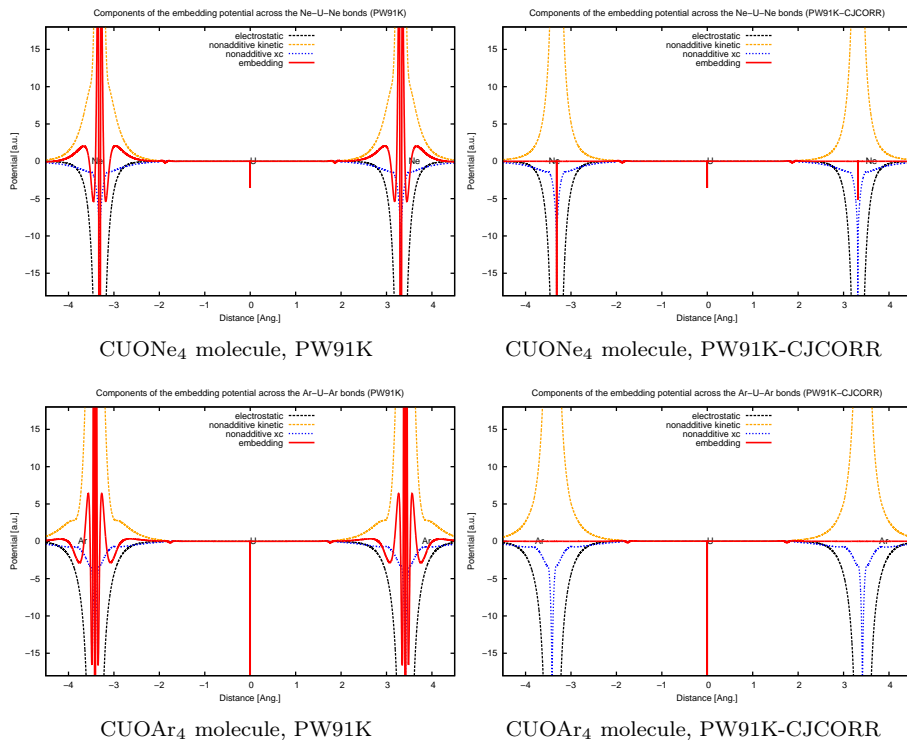 Components of the embedding potential across the Ne−U−Ne bonds (PW91K)
electrostatic
nonadditive kinetic
nonadditive xc
embedding
Potential [a.u.]
15
10
5
0
−5
−10
−15
Ne
U
Ne
−4 −3 −2 −1 0 1 2 3 4
Distance [Ang.]
CUONe₄ molecule, PW91K
Components of the embedding potential across the Ne−U−Ne bonds (PW91K−CJCORR)
electrostatic
nonadditive kinetic
nonadditive xc
embedding
Potential [a.u.]
15
10
5
0
−5
−10
−15
Ne
U
Ne
−4 −3 −2 −1 0 1 2 3 4
Distance [Ang.]
CUONe₄ molecule, PW91K-CJCORR
Components of the embedding potential across the Ar−U−Ar bonds (PW91K)
electrostatic
nonadditive kinetic
nonadditive xc
embedding
Potential [a.u.]
15
10
5
0
−5
−10
−15
Ar
U
Ar
−4 −3 −2 −1 0 1 2 3 4
Distance [Ang.]
CUOAr₄ molecule, PW91K
Components of the embedding potential across the Ar−U−Ar bonds (PW91K−CJCORR)
electrostatic
nonadditive kinetic
nonadditive xc
embedding
Potential [a.u.]
15
10
5
0
−5
−10
−15
Ar
U
Ar
−4 −3 −2 −1 0 1 2 3 4
Distance [Ang.]
CUOAr₄ molecule, PW91K-CJCORR